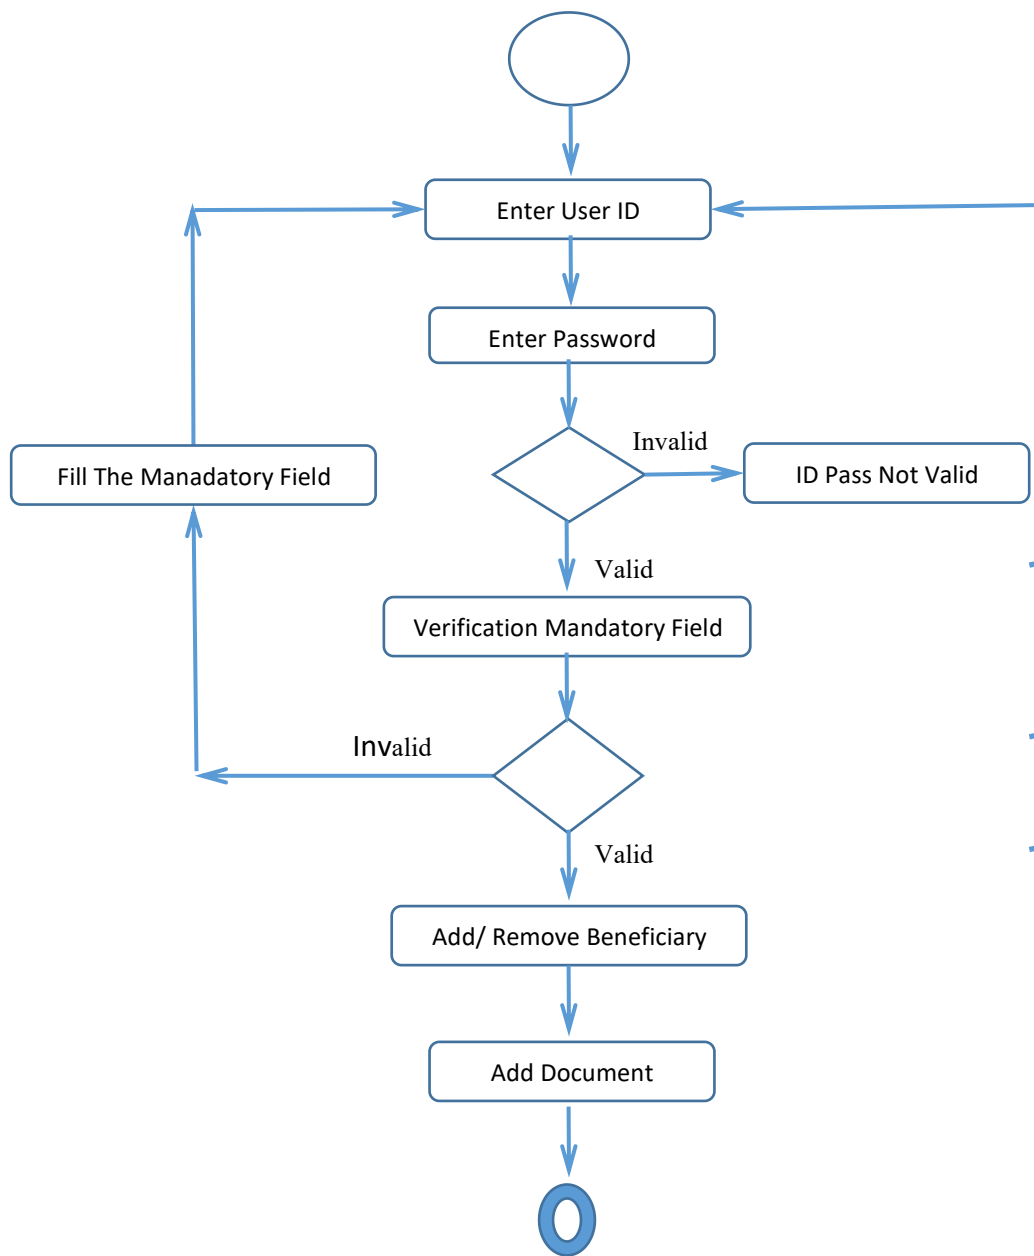 Enter User ID
Enter Password
Invalid
Fill The Manadatory Field
ID Pass Not Valid
Valid
Verification Mandatory Field
Invalid
Valid
Add/ Remove Beneficiary
Add Document